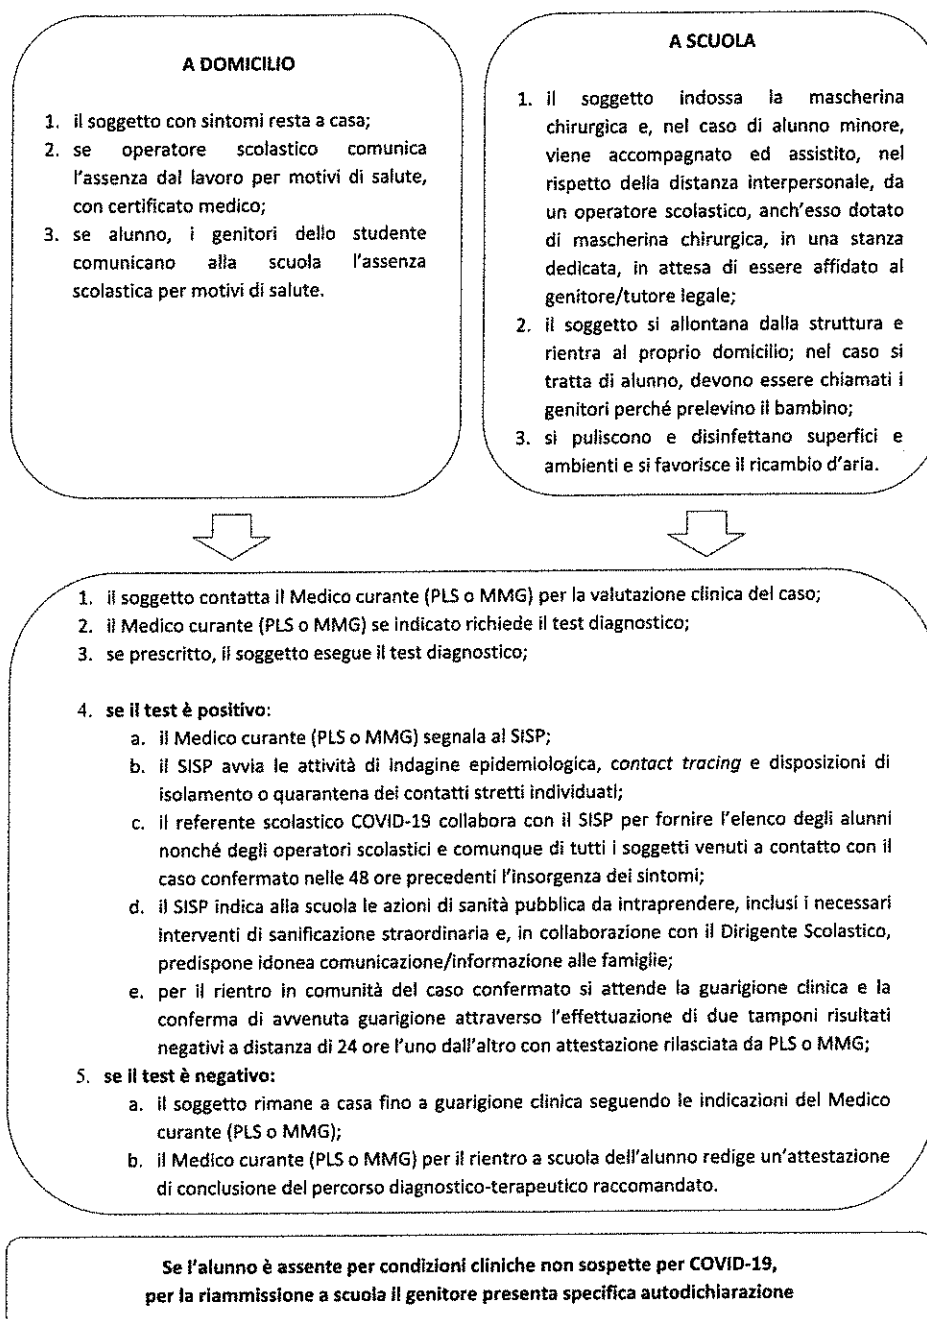 A DOMICILIO
1. il soggetto con sintomi resta a casa;
2. se operatore scolastico comunica
l'assenza dal lavoro per motivi di salute,
con certificato medico;
3. se alunno, i genitori dello studente
comunicano alla scuola l'assenza
scolastica per motivi di salute.
A SCUOLA
1. il soggetto indossa la mascherina
chirurgica e, nel caso di alunno minore,
viene accompagnato ed assistito, nel
rispetto della distanza interpersonale, da
un operatore scolastico, anch'esso dotato
di mascherina chirurgica, in una stanza
dedicata, in attesa di essere affidato al
genitore/tutore legale;
2. il soggetto si allontana dalla struttura e
rientra al proprio domicilio; nel caso si
tratta di alunno, devono essere chiamati i
genitori perché prelevino il bambino;
3. si puliscono e disinfettano superfici e
ambienti e si favorisce il ricambio d'aria.
1. il soggetto contatta il Medico curante (PLS o MMG) per la valutazione clinica del caso;
2. il Medico curante (PLS o MMG) se indicato richiede il test diagnostico;
3. se prescritto, il soggetto esegue il test diagnostico;
4. se il test è positivo:
a. il Medico curante (PLS o MMG) segnala al SISP;
b. il SISP avvia le attività di indagine epidemiologica, contact tracing e disposizioni di
isolamento o quarantena dei contatti stretti individuati;
c. il referente scolastico COVID-19 collabora con il SISP per fornire l'elenco degli alunni
nonché degli operatori scolastici e comunque di tutti i soggetti venuti a contatto con il
caso confermato nelle 48 ore precedenti l'insorgenza dei sintomi;
d. il SISP indica alla scuola le azioni di sanità pubblica da intraprendere, inclusi i necessari
interventi di sanificazione straordinaria e, in collaborazione con il Dirigente Scolastico,
predispone idonea comunicazione/informazione alle famiglie;
e. per il rientro in comunità del caso confermato si attende la guarigione clinica e la
conferma di avvenuta guarigione attraverso l'effettuazione di due tamponi risultati
negativi a distanza di 24 ore l'uno dall'altro con attestazione rilasciata da PLS o MMG;
5. se il test è negativo:
a. il soggetto rimane a casa fino a guarigione clinica seguendo le indicazioni del Medico
curante (PLS o MMG);
b. il Medico curante (PLS o MMG) per il rientro a scuola dell'alunno redige un'attestazione
di conclusione del percorso diagnostico-terapeutico raccomandato.
Se l'alunno è assente per condizioni cliniche non sospette per COVID-19,
per la riammissione a scuola il genitore presenta specifica autodichiarazione